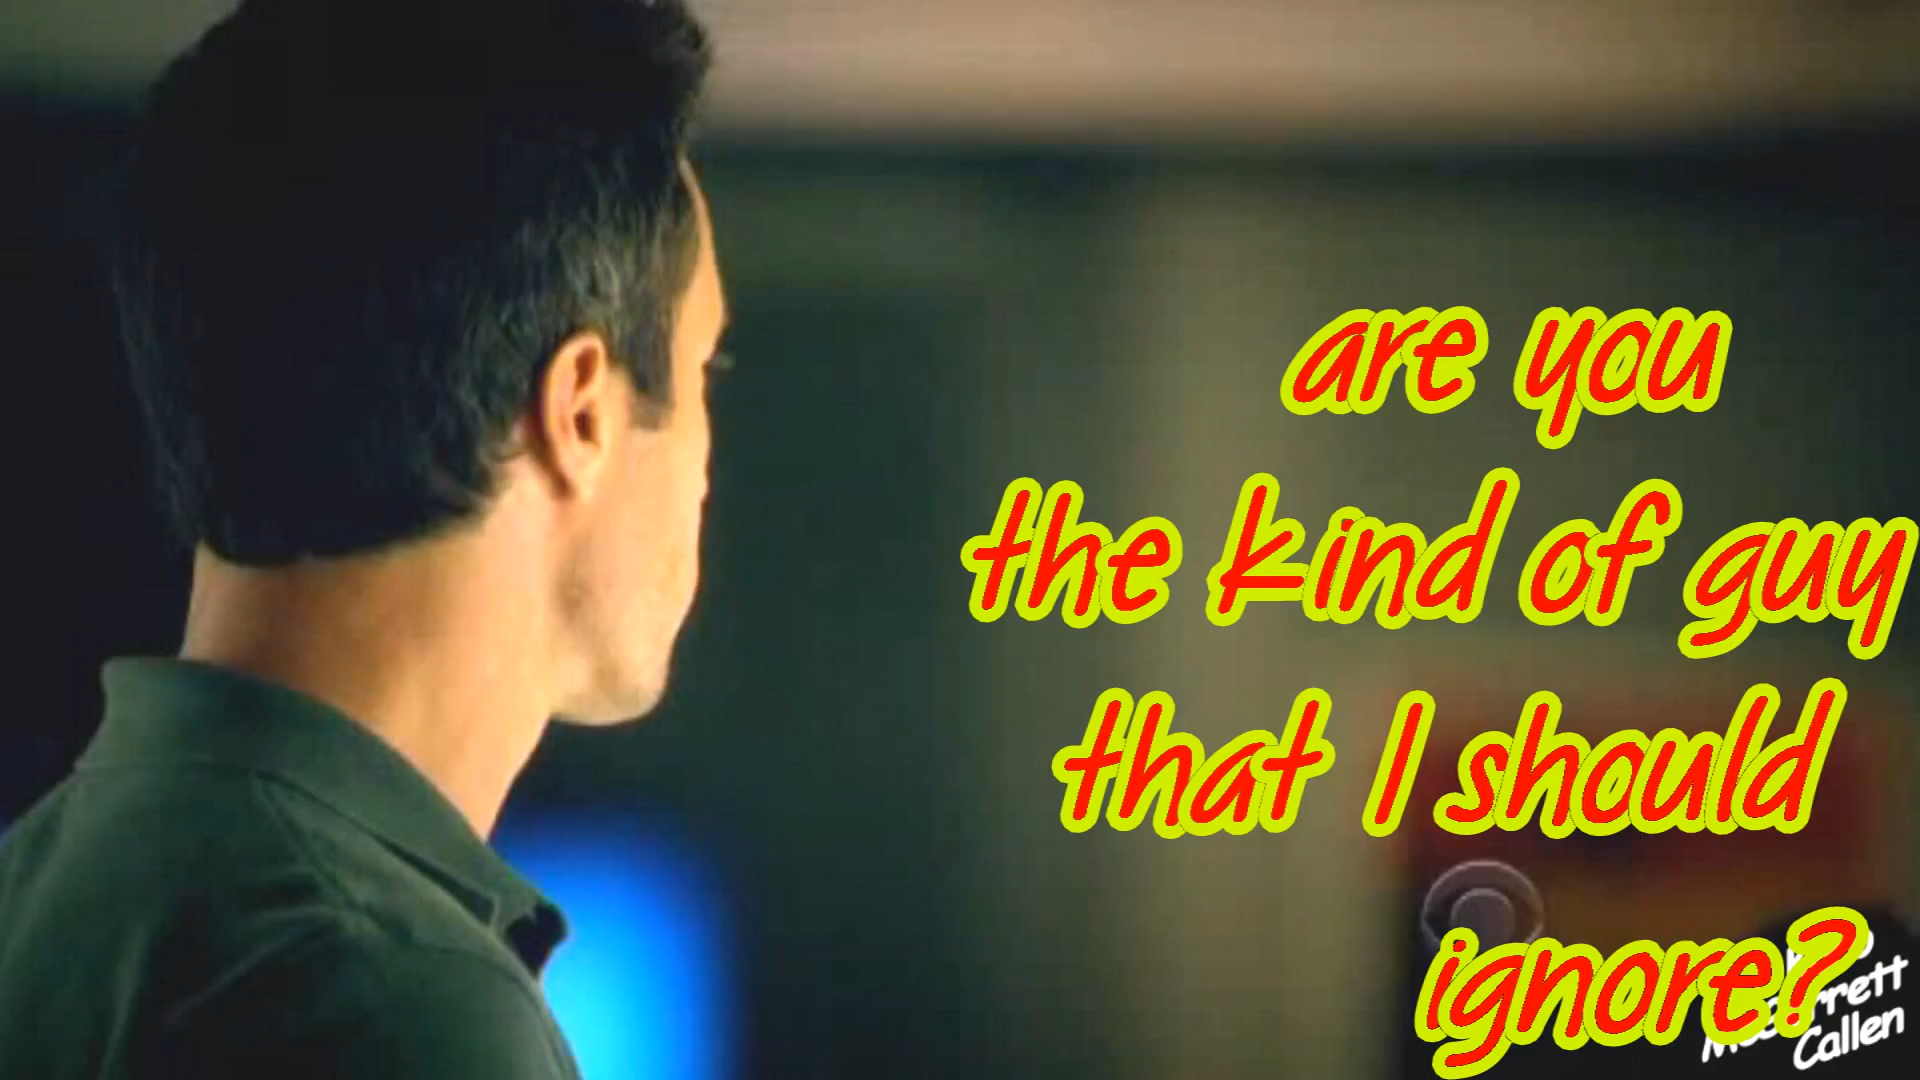 are you
the kind of guy
that I should
ignore?
Callen